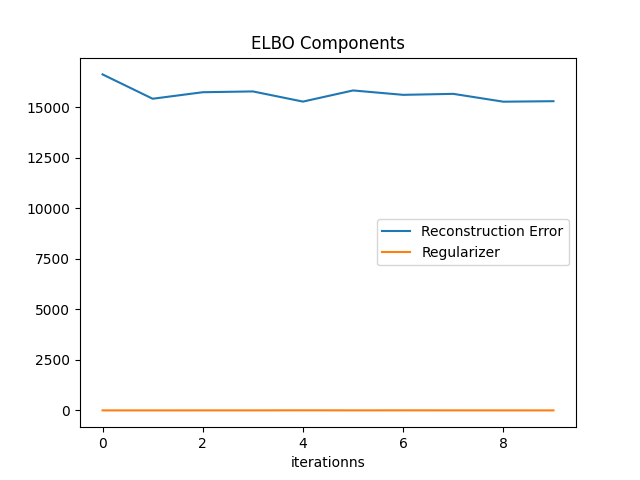 ELBO Components
15000
12500
10000
7500
5000
2500
0
Reconstruction Error
Regularizer
0 2 4 6 8
iterationns